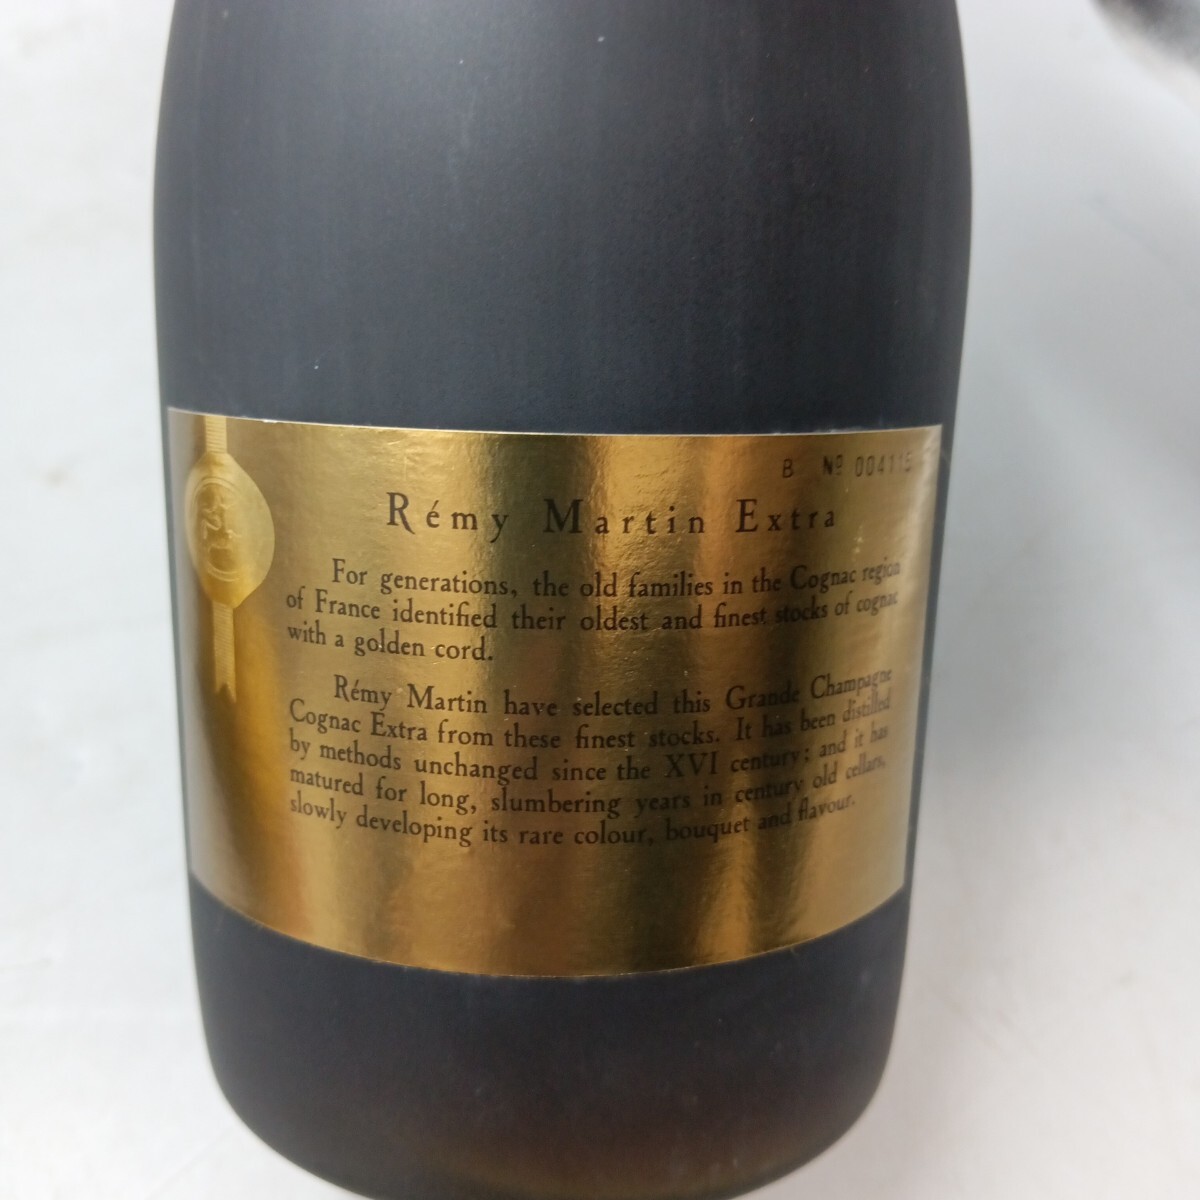 B Nº 004115
Rémy Martin Extra
For generations, the old families in the Cognac region
of France identified their oldest and finest stocks of cognac
with a golden cord.
Rémy Martin have selected this Grande Champagne
Cognac Extra from these finest stocks. It has been distilled
by methods unchanged since the XVI century; and it has
matured for long, slumbering years in century old cellars,
slowly developing its rare colour, bouquet and flavour.